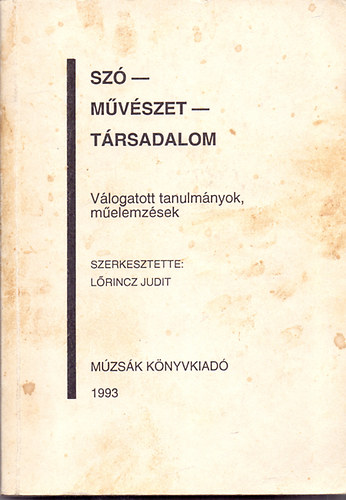 SZÓ —
MŰVÉSZET —
TÁRSADALOM
Válogatott tanulmányok,
műelemzések
SZERKESZTETTE:
LŐRINCZ JUDIT
MÚZSÁK KÖNYVKIADÓ
1993